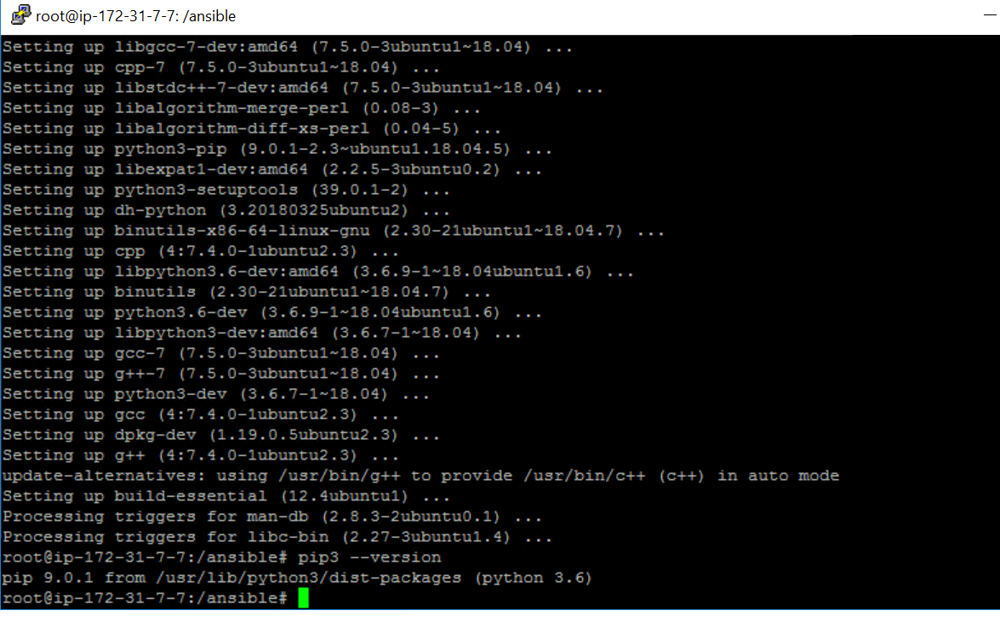 root@ip-172-31-7-7: /ansible
Setting up libgcc-7-dev:amd64 (7.5.0-3ubuntu1~18.04) ...
Setting up cpp-7 (7.5.0-3ubuntu1~18.04) ...
Setting up libstdc++-7-dev:amd64 (7.5.0-3ubuntu1~18.04) ...
Setting up libalgorithm-merge-perl (0.08-3) ...
Setting up libalgorithm-diff-xs-perl (0.04-5) ...
Setting up python3-pip (9.0.1-2.3~ubuntu1.18.04.5) ...
Setting up libexpat1-dev:amd64 (2.2.5-3ubuntu0.2) ...
Setting up python3-setuptools (39.0.1-2) ...
Setting up dh-python (3.20180325ubuntu2) ...
Setting up binutils-x86-64-linux-gnu (2.30-21ubuntu1~18.04.7) ...
Setting up cpp (4:7.4.0-1ubuntu2.3) ...
Setting up libpython3.6-dev:amd64 (3.6.9-1~18.04ubuntu1.6) ...
Setting up binutils (2.30-21ubuntu1~18.04.7) ...
Setting up python3.6-dev (3.6.9-1~18.04ubuntu1.6) ...
Setting up libpython3-dev:amd64 (3.6.7-1~18.04) ...
Setting up gcc-7 (7.5.0-3ubuntu1~18.04) ...
Setting up g++-7 (7.5.0-3ubuntu1~18.04) ...
Setting up python3-dev (3.6.7-1~18.04) ...
Setting up gcc (4:7.4.0-1ubuntu2.3) ...
Setting up dpkg-dev (1.19.0.5ubuntu2.3) ...
Setting up g++ (4:7.4.0-1ubuntu2.3) ...
update-alternatives: using /usr/bin/g++ to provide /usr/bin/c++ (c++) in auto mode
Setting up build-essential (12.4ubuntu1) ...
Processing triggers for man-db (2.8.3-2ubuntu0.1) ...
Processing triggers for libc-bin (2.27-3ubuntu1.4) ...
root@ip-172-31-7-7:/ansible# pip3 --version
pip 9.0.1 from /usr/lib/python3/dist-packages (python 3.6)
root@ip-172-31-7-7:/ansible#